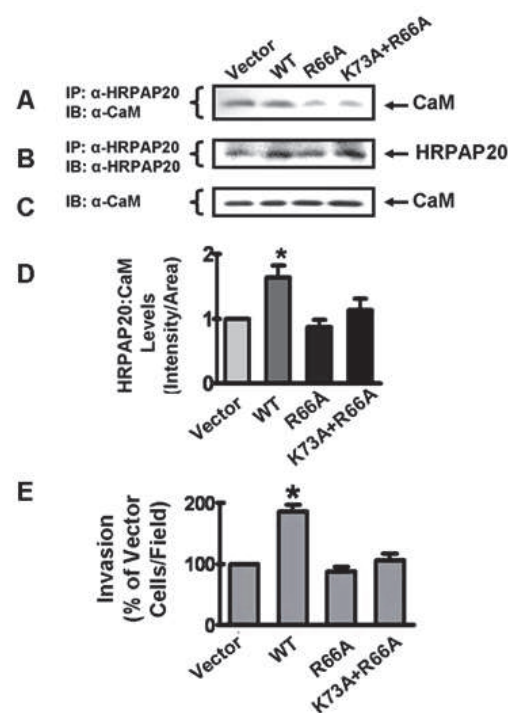 Vector WT R66A K73A+R66A
A IP: α-HRPAP20 CaM
IB: α-CaM
B IP: α-HRPAP20 HRPAP20
IB: α-HRPAP20
C IB: α-CaM CaM
D
HRPAP20:CaM
Levels
(Intensity/Area)
2
1
0
*
Vector WT R66A K73A+R66A
E
Invasion
(% of Vector
Cells/Field)
200
100
0
*
Vector WT R66A K73A+R66A